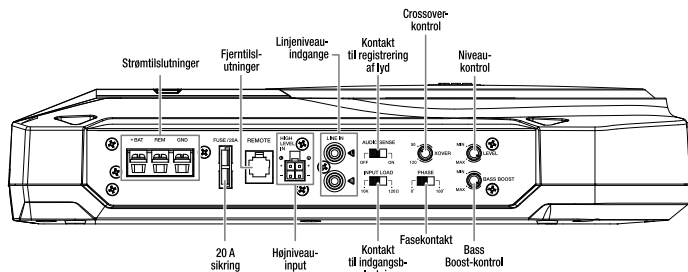 Crossover-
kontrol
Linjeniveau-
indgange
Kontakt
til registrering
af lyd
Niveau-
kontrol
Fjerntilsl-
utninger
Strømtilslutninger
+BAT REM GND
FUSE /20A
REMOTE
HIGH
LEVEL
IN
LINE IN
AUDIO SENSE
OFF ON
INPUT LOAD
10K 120Ω
50
120
XOVER
PHASE
0° 180°
MIN
MAX
LEVEL
MIN
MAX
BASS BOOST
20 A
sikring
Højniveau-
input
Kontakt
til indgangsb-
Fasekontakt
Bass
Boost-kontrol